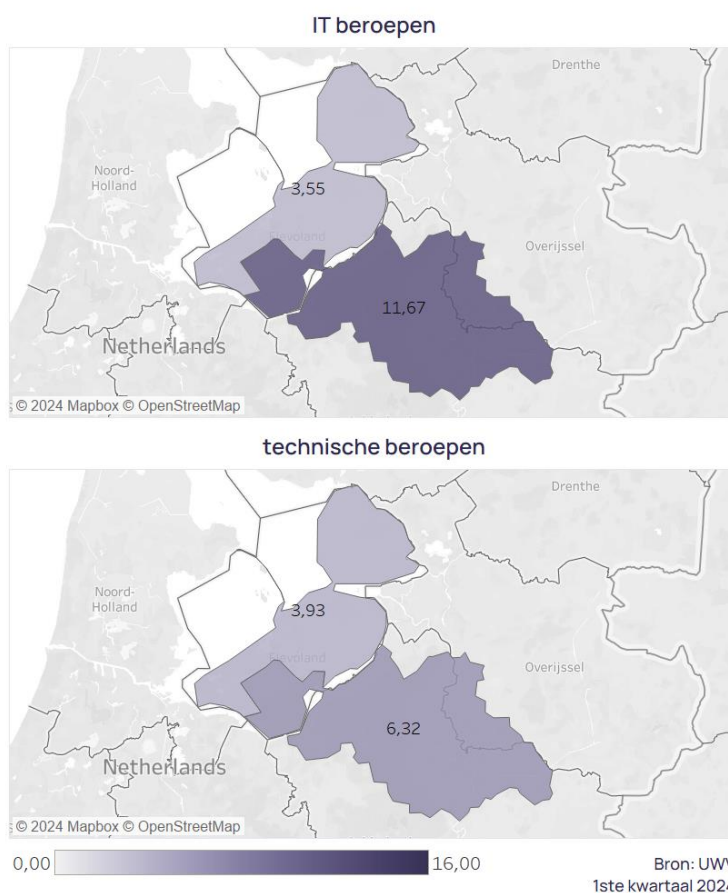 IT beroepen
Drenthe
Noord-
Holland
3,55
Flevoland
Overijssel
11,67
Netherlands
© 2024 Mapbox © OpenStreetMap
technische beroepen
Drenthe
Noord-
Holland
3,93
Flevoland
Overijssel
6,32
Netherlands
© 2024 Mapbox © OpenStreetMap
0,00
16,00
Bron: UWV
1ste kwartaal